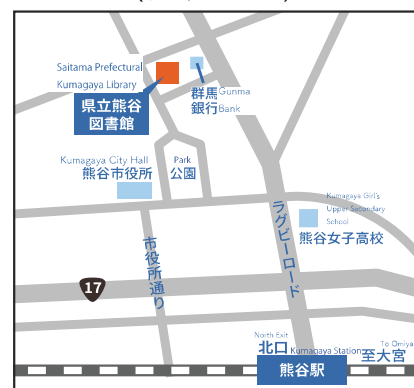 Saitama Prefectural
Kumagaya Library
県立熊谷
図書館
群馬
銀行
Gunma
Bank
Kumagaya City Hall
熊谷市役所
Park
公園
Kumagaya Girl's
Upper Secondary
School
熊谷女子高校
ラグビーロード
市役所通り
17
North Exit
北口
Kumagaya Station
To Omiya
至大宮
熊谷駅